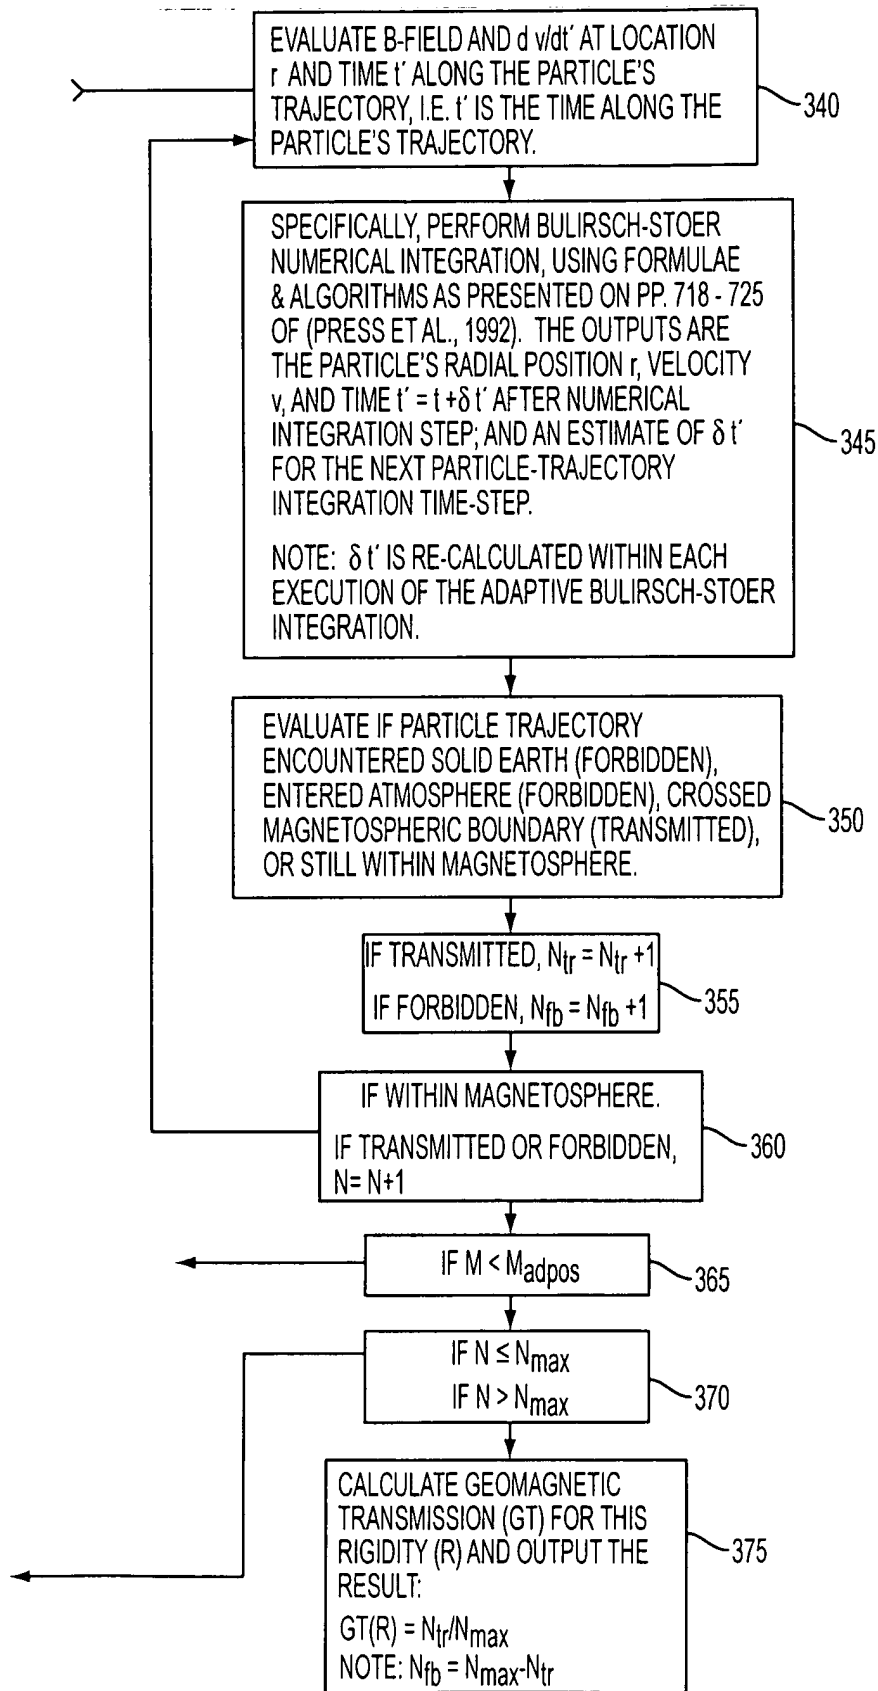 EVALUATE B-FIELD AND d v/dt′ AT LOCATION
r AND TIME t′ ALONG THE PARTICLE'S
TRAJECTORY, I.E. t′ IS THE TIME ALONG THE
PARTICLE'S TRAJECTORY.
340
SPECIFICALLY, PERFORM BULIRSCH-STOER
NUMERICAL INTEGRATION, USING FORMULAE
& ALGORITHMS AS PRESENTED ON PP. 718 - 725
OF (PRESS ET AL., 1992). THE OUTPUTS ARE
THE PARTICLE'S RADIAL POSITION r, VELOCITY
v, AND TIME t′ = t +δ t′ AFTER NUMERICAL
INTEGRATION STEP; AND AN ESTIMATE OF δ t′
FOR THE NEXT PARTICLE-TRAJECTORY
INTEGRATION TIME-STEP.
NOTE: δ t′ IS RE-CALCULATED WITHIN EACH
EXECUTION OF THE ADAPTIVE BULIRSCH-STOER
INTEGRATION.
345
EVALUATE IF PARTICLE TRAJECTORY
ENCOUNTERED SOLID EARTH (FORBIDDEN),
ENTERED ATMOSPHERE (FORBIDDEN), CROSSED
MAGNETOSPHERIC BOUNDARY (TRANSMITTED),
OR STILL WITHIN MAGNETOSPHERE.
350
IF TRANSMITTED, Ntr = Ntr +1
IF FORBIDDEN, Nfb = Nfb +1
355
IF WITHIN MAGNETOSPHERE.
IF TRANSMITTED OR FORBIDDEN,
N= N+1
360
IF M < Madpos
365
IF N ≤ Nmax
IF N > Nmax
370
CALCULATE GEOMAGNETIC
TRANSMISSION (GT) FOR THIS
RIGIDITY (R) AND OUTPUT THE
RESULT:
GT(R) = Ntr/Nmax
NOTE: Nfb = Nmax-Ntr
375